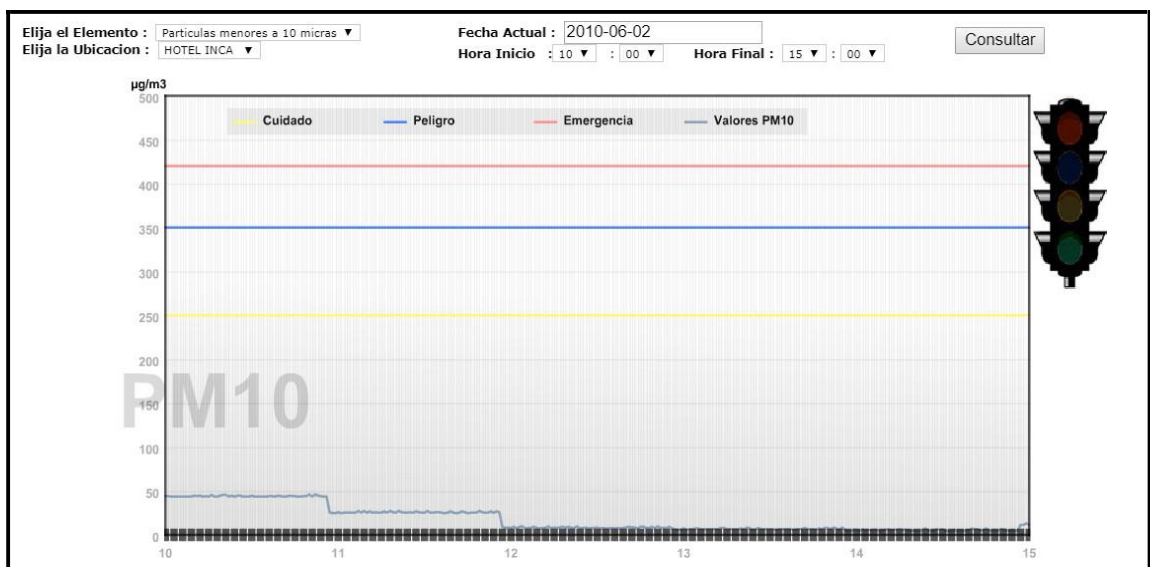 Elija el Elemento : Particulas menores a 10 micras
Elija la Ubicacion : HOTEL INCA
Fecha Actual : 2010-06-02
Hora Inicio : 10 : 00 Hora Final : 15 : 00
Consultar
µg/m3
500
Cuidado Peligro Emergencia Valores PM10
450
400
350
300
250
200
PM10
150
100
50
0
10 11 12 13 14 15